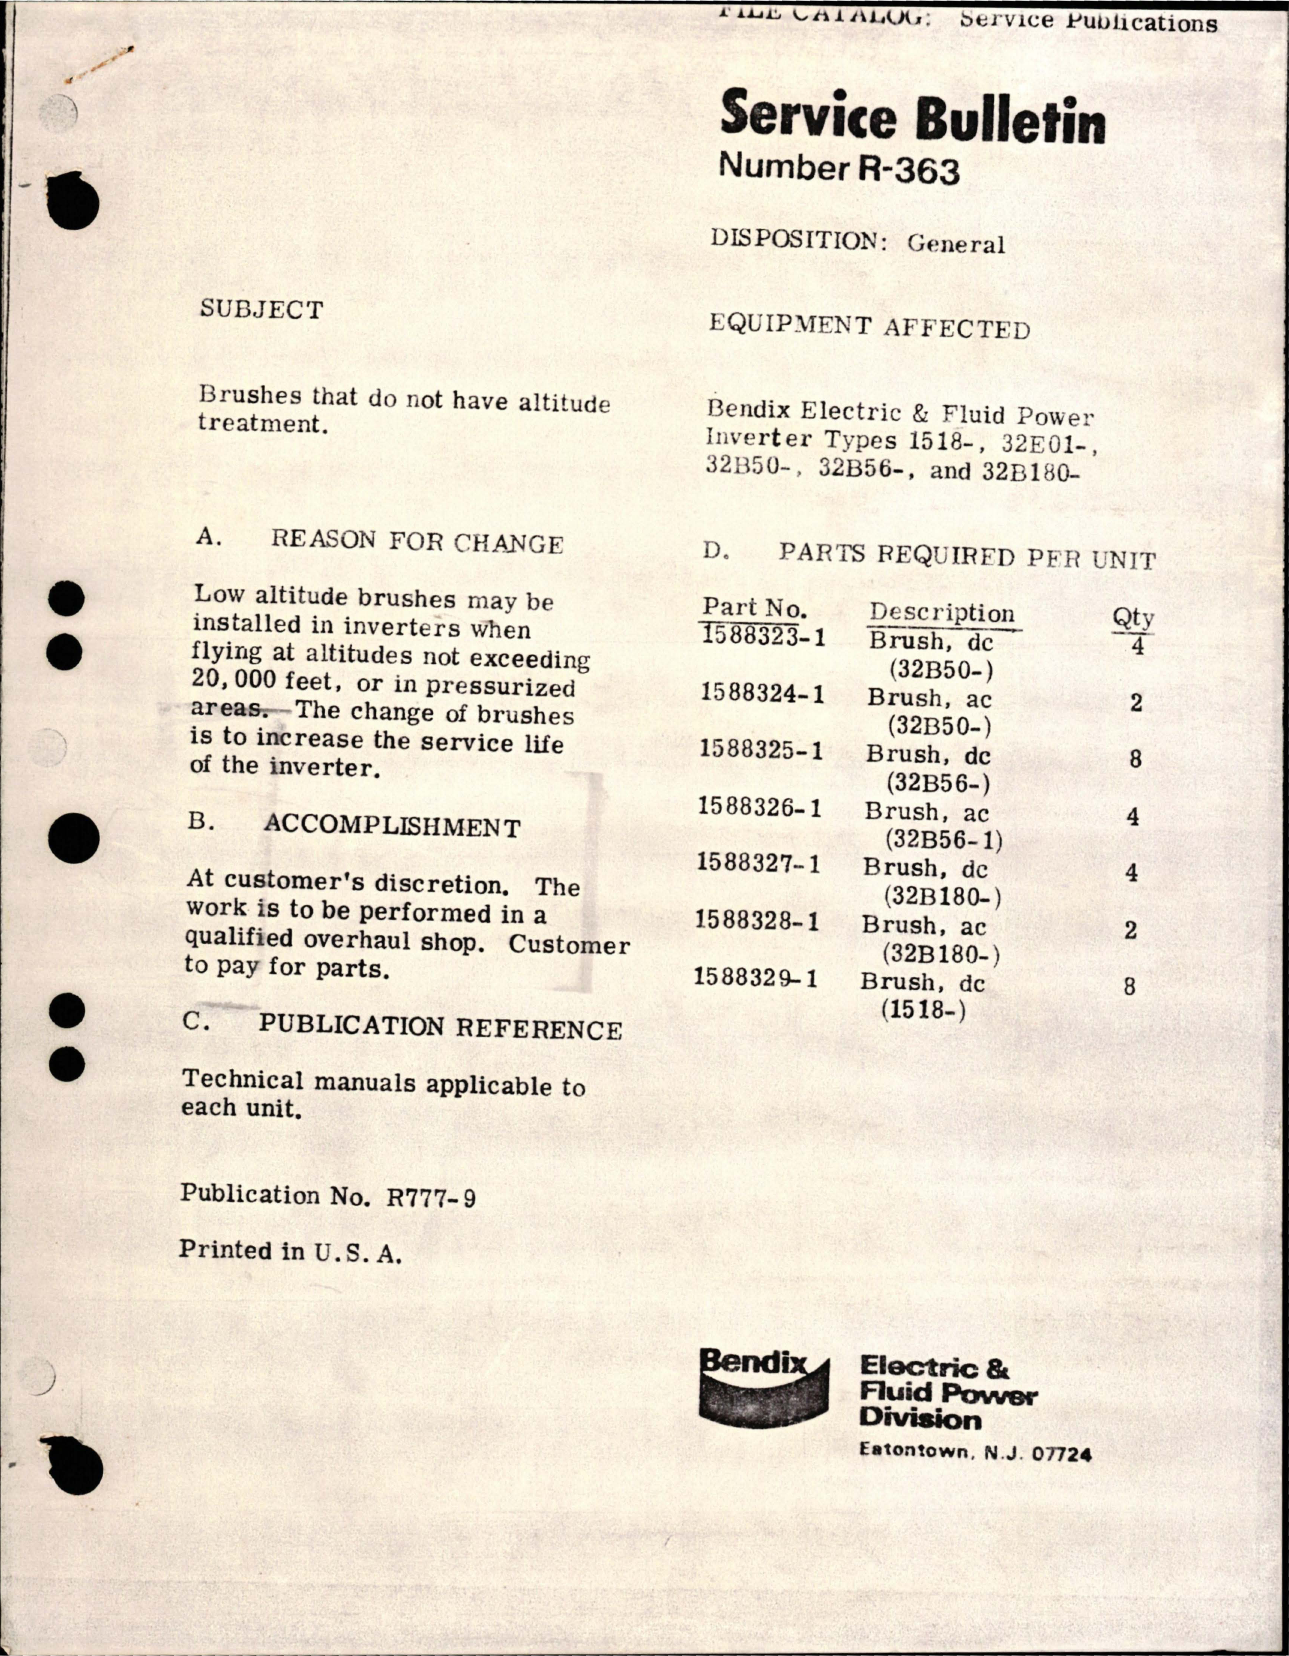 FILE CATALOG: Service Publications
Service Bulletin
Number R-363
DISPOSITION: General
SUBJECT
Brushes that do not have altitude
treatment.
EQUIPMENT AFFECTED
Bendix Electric & Fluid Power
Inverter Types 1518-, 32E01-,
32B50-, 32B56-, and 32B180-
A. REASON FOR CHANGE
Low altitude brushes may be
installed in inverters when
flying at altitudes not exceeding
20,000 feet, or in pressurized
areas. The change of brushes
is to increase the service life
of the inverter.
B. ACCOMPLISHMENT
At customer's discretion. The
work is to be performed in a
qualified overhaul shop. Customer
to pay for parts.
C. PUBLICATION REFERENCE
Technical manuals applicable to
each unit.
Publication No. R777-9
Printed in U.S.A.
D. PARTS REQUIRED PER UNIT
Part No. Description Qty
1588323-1 Brush, dc 4
(32B50-)
1588324-1 Brush, ac 2
(32B50-)
1588325-1 Brush, dc 8
(32B56-)
1588326-1 Brush, ac 4
(32B56-1)
1588327-1 Brush, dc 4
(32B180-)
1588328-1 Brush, ac 2
(32B180-)
1588329-1 Brush, dc 8
(1518-)
Bendix
Electric &
Fluid Power
Division
Eatontown, N.J. 07724